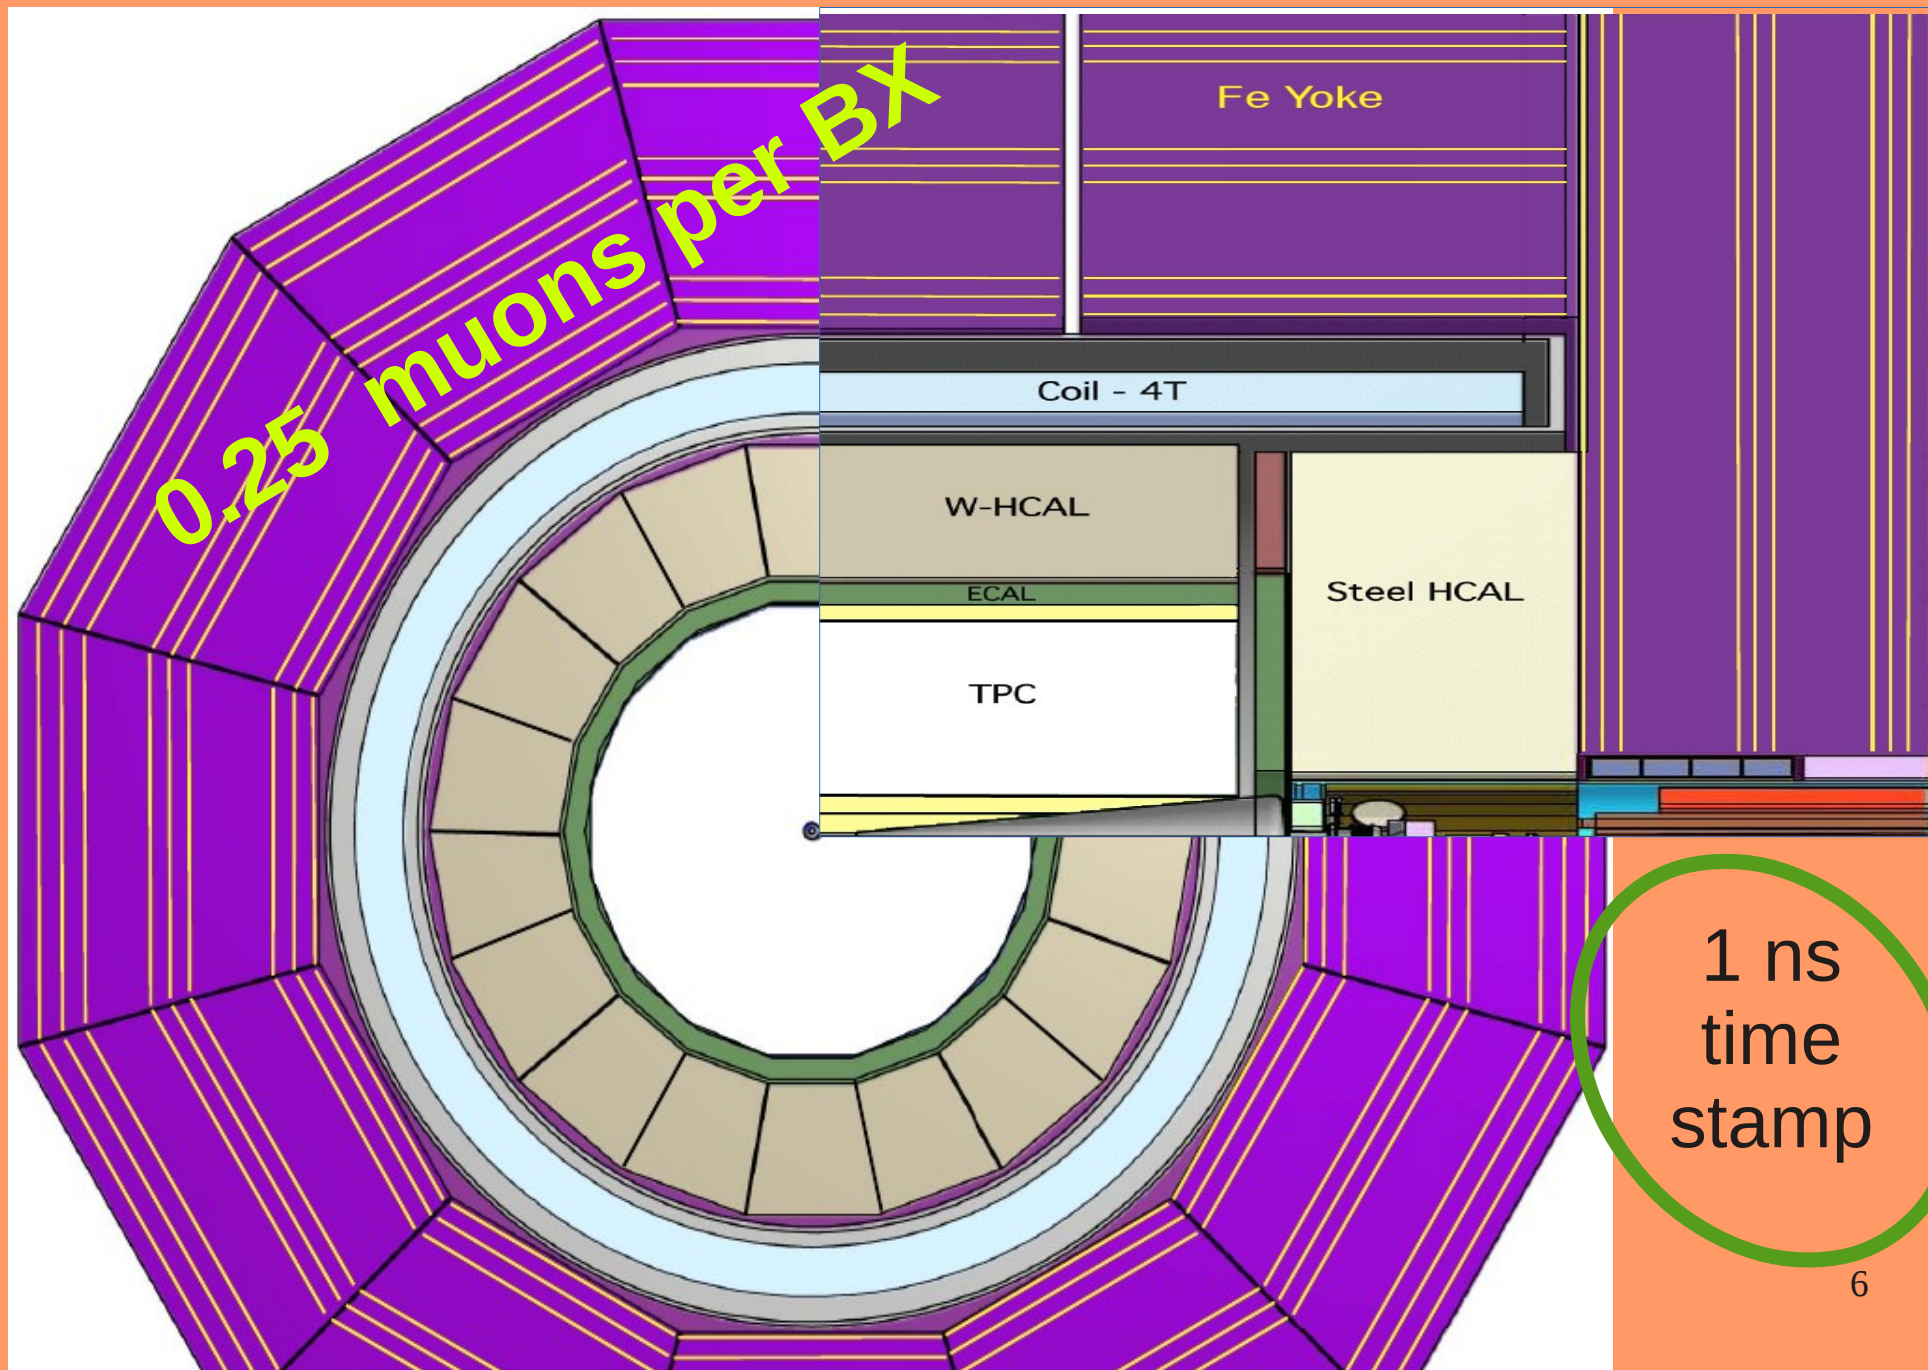 0.25 muons per BX
Fe Yoke
Coil - 4T
W-HCAL
ECAL
Steel HCAL
TPC
1 ns
time
stamp
6